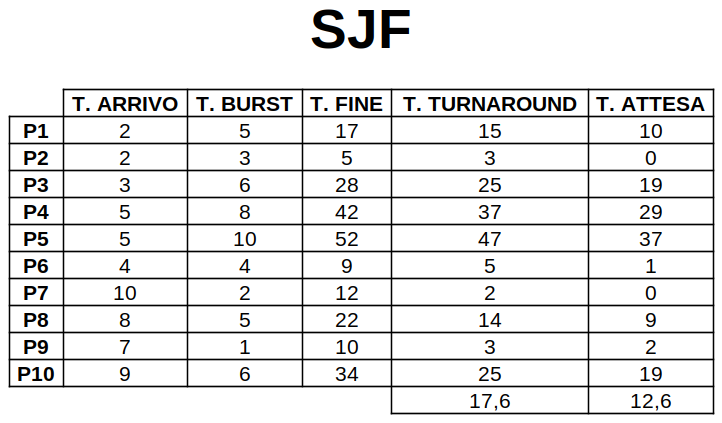 SJF
T. ARRIVO T. BURST T. FINE T. TURNAROUND T. ATTESA
P1 2 5 17 15 10
P2 2 3 5 3 0
P3 3 6 28 25 19
P4 5 8 42 37 29
P5 5 10 52 47 37
P6 4 4 9 5 1
P7 10 2 12 2 0
P8 8 5 22 14 9
P9 7 1 10 3 2
P10 9 6 34 25 19
17,6 12,6